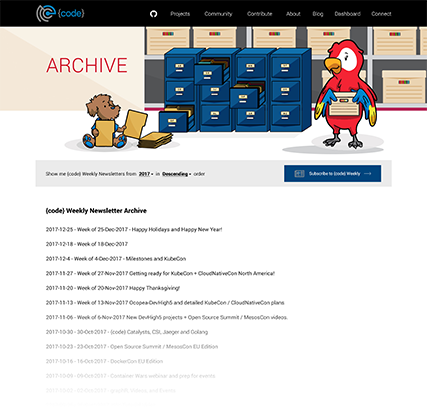 {code}
Projects Community Contribute About Blog Dashboard Connect
ARCHIVE
Show me {code} Weekly Newsletters from 2017 in Descending order
Subscribe to {code} Weekly
{code} Weekly Newsletter Archive
2017-12-25 - Week of 25-Dec-2017 - Happy Holidays and Happy New Year!
2017-12-18 - Week of 18-Dec-2017
2017-12-4 - Week of 4-Dec-2017 - Milestones and KubeCon
2017-11-27 - Week of 27-Nov-2017 Getting ready for KubeCon + CloudNativeCon North America!
2017-11-20 - Week of 20-Nov-2017 Happy Thanksgiving!
2017-11-13 - Week of 13-Nov-2017 Gcopea-DevHigh5 and detailed KubeCon / CloudNativeCon plans
2017-11-06 - Week of 6-Nov-2017 New DevHigh5 projects + Open Source Summit / MesosCon videos.
2017-10-30 - 30-Oct-2017 - {code} Catalysts, CSI, Jaeger and Golang
2017-10-23 - 23-Oct-2017 - Open Source Summit / MesosCon EU Edition
2017-10-16 - 16-Oct-2017 - DockerCon EU Edition
2017-10-09 - 09-Oct-2017 - Container Wars webinar and prep for events